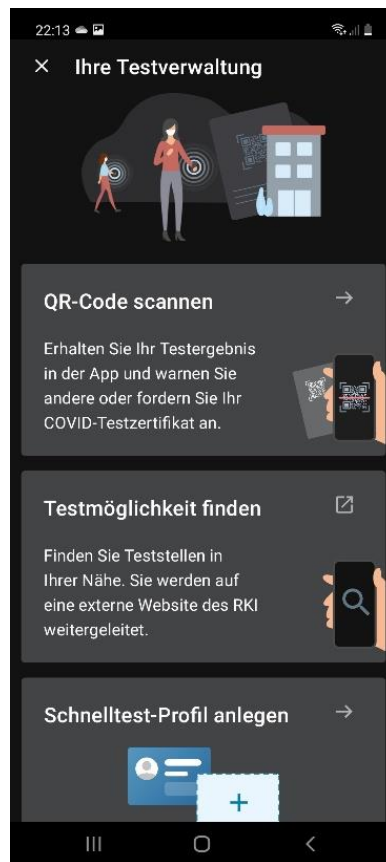 22:13
Ihre Testverwaltung
QR-Code scannen
Erhalten Sie Ihr Testergebnis
in der App und warnen Sie
andere oder fordern Sie Ihr
COVID-Testzertifikat an.
Testmöglichkeit finden
Finden Sie Teststellen in
Ihrer Nähe. Sie werden auf
eine externe Website des RKI
weitergeleitet.
Schnelltest-Profil anlegen